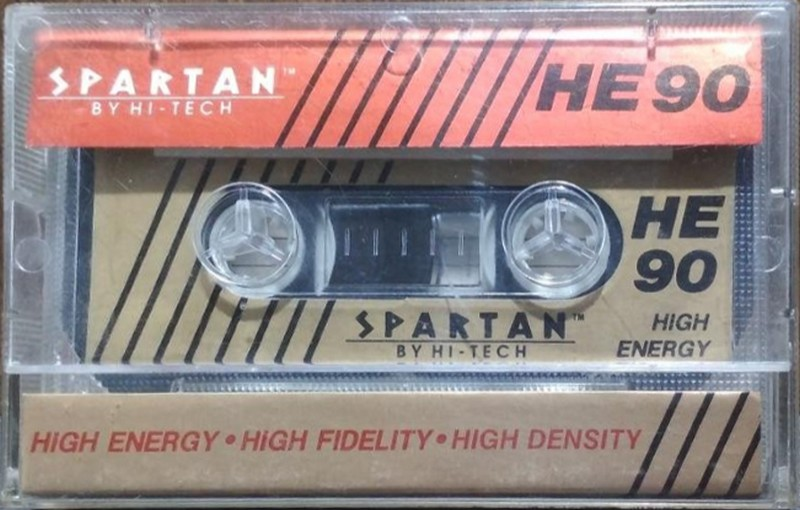 SPARTAN™
BY HI-TECH
HE 90
HE
90
SPARTAN™
BY HI-TECH
HIGH
ENERGY
HIGH ENERGY • HIGH FIDELITY • HIGH DENSITY